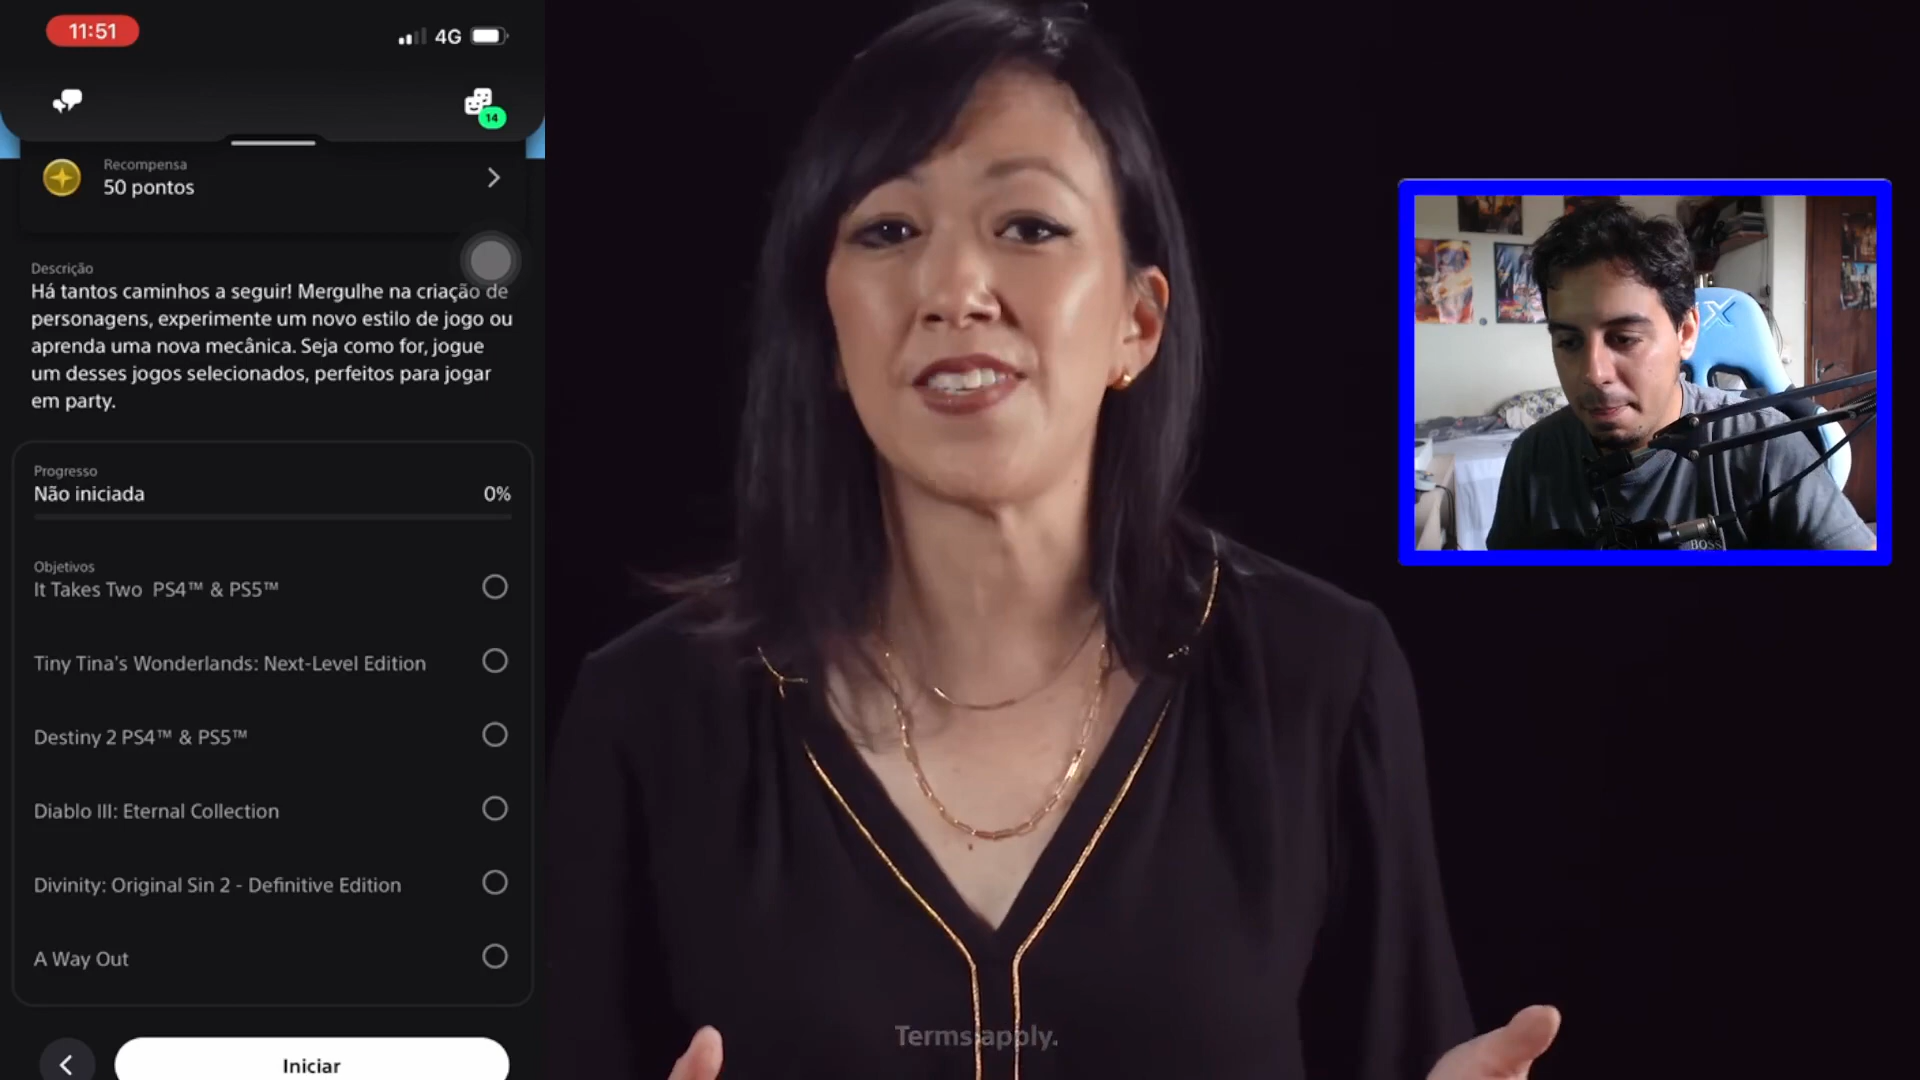 11:51
4G
14
Recompensa
50 pontos
Descrição
Há tantos caminhos a seguir! Mergulhe na criação de
personagens, experimente um novo estilo de jogo ou
aprenda uma nova mecânica. Seja como for, jogue
um desses jogos selecionados, perfeitos para jogar
em party.
Progresso
Não iniciada
0%
Objetivos
It Takes Two PS4™ & PS5™
Tiny Tina's Wonderlands: Next-Level Edition
Destiny 2 PS4™ & PS5™
Diablo III: Eternal Collection
Divinity: Original Sin 2 - Definitive Edition
A Way Out
Iniciar
Terms apply.
BOSS